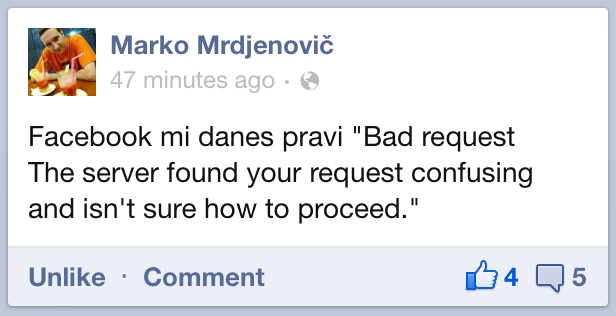 Marko Mrdjenovič
47 minutes ago ·
Facebook mi danes pravi "Bad request
The server found your request confusing
and isn't sure how to proceed."
Unlike · Comment 4 5